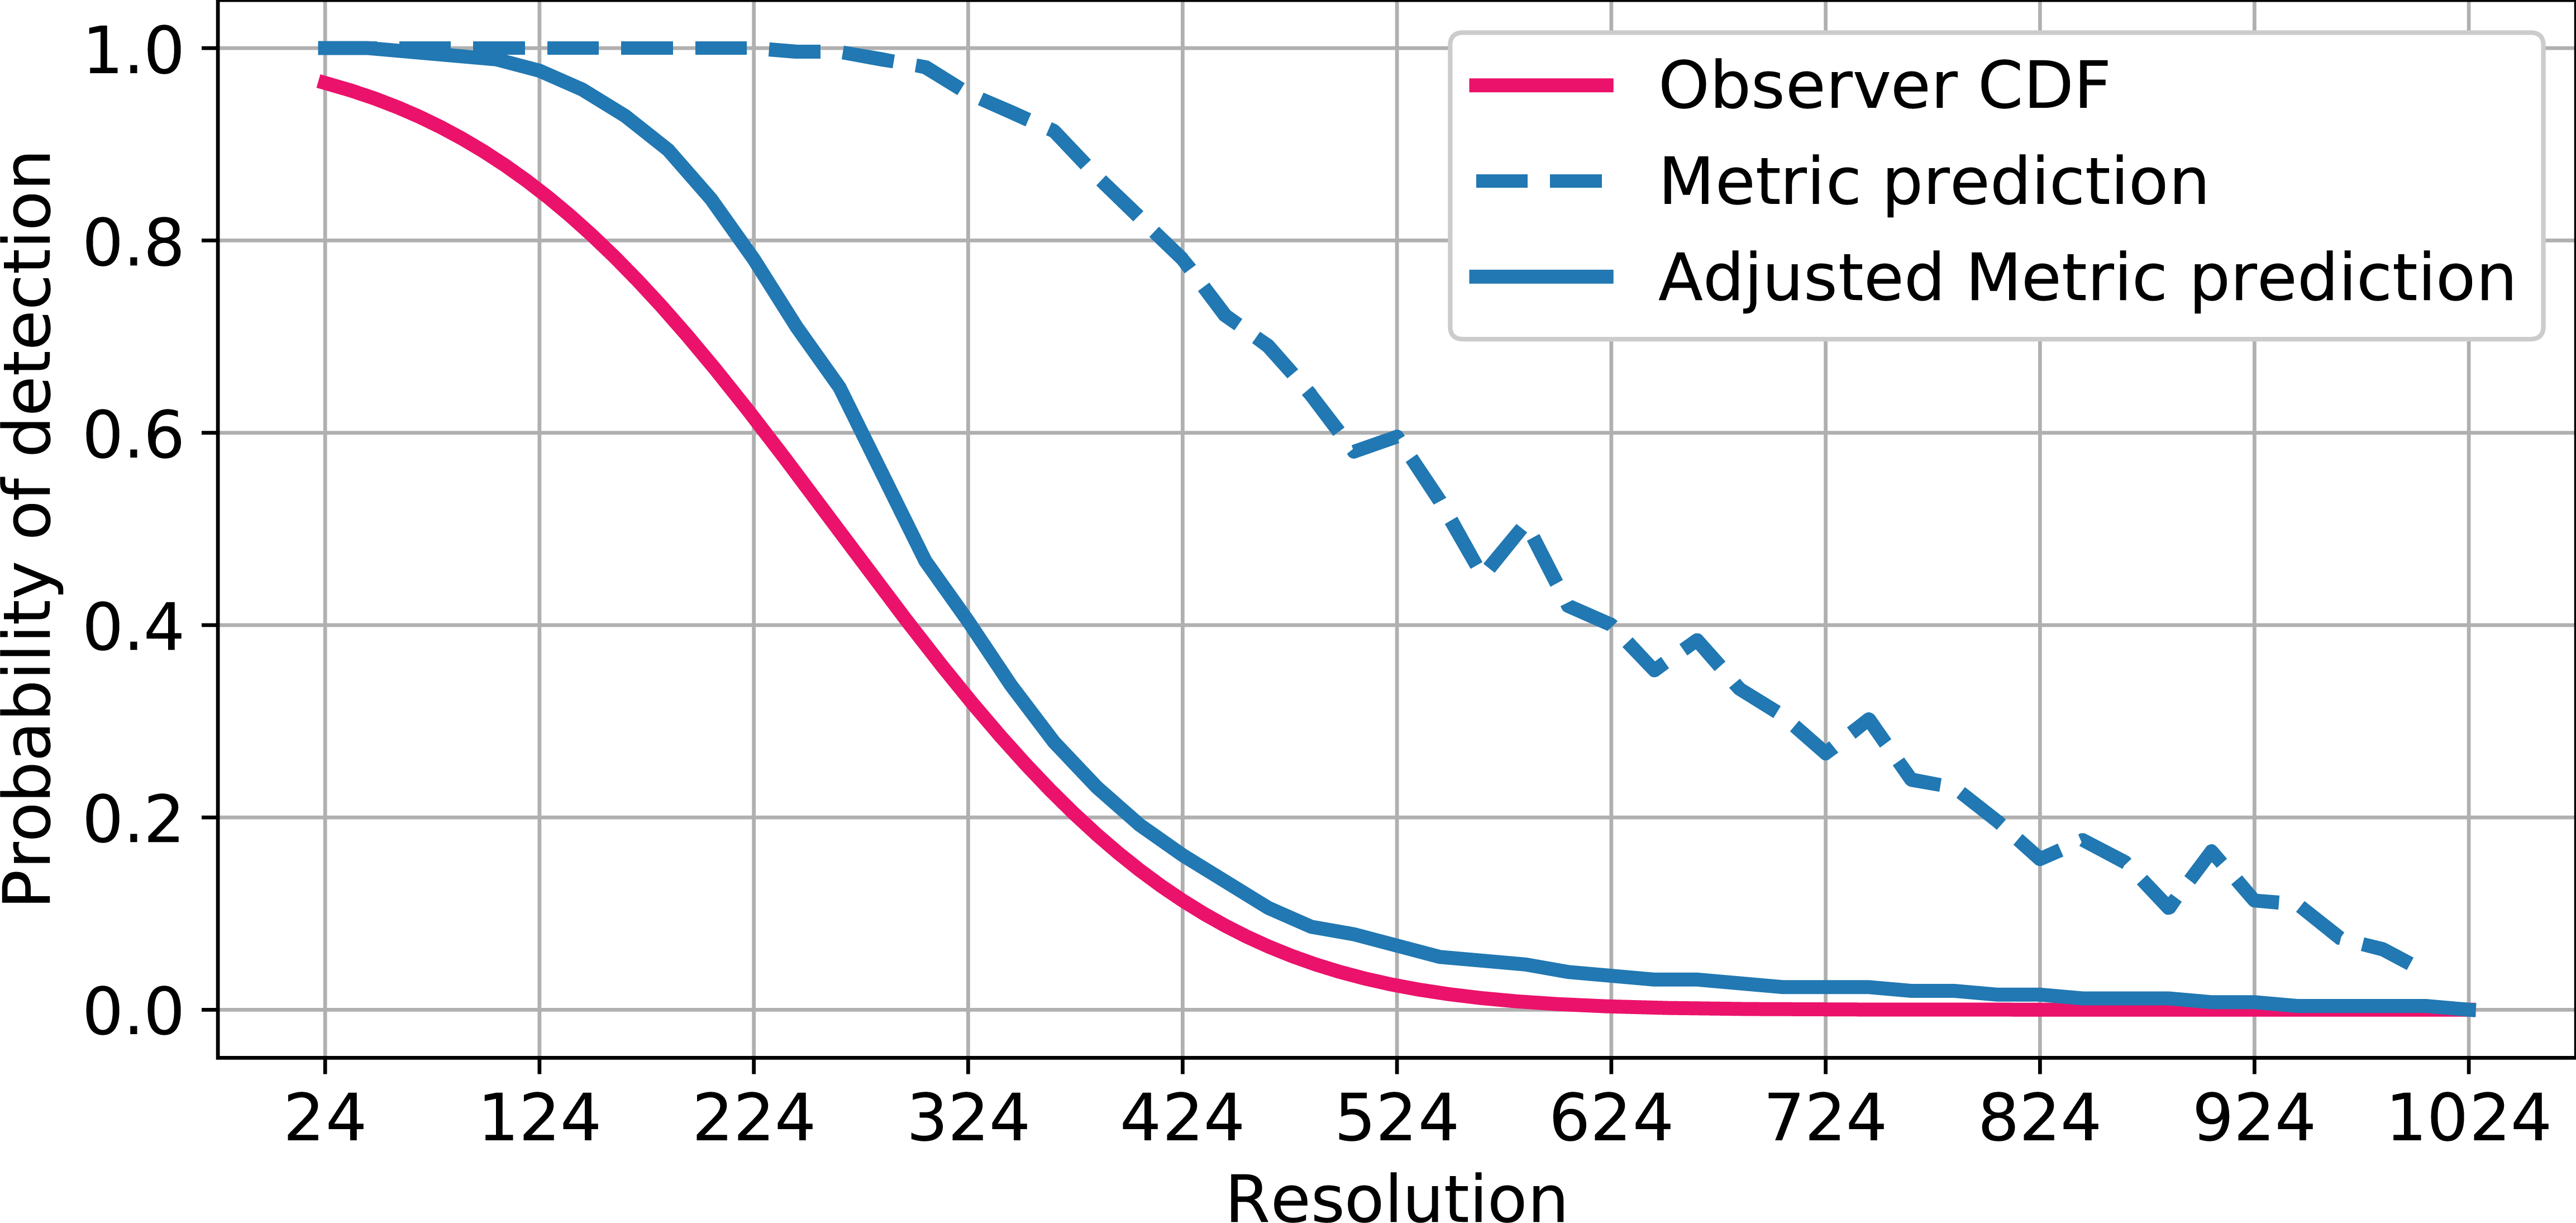 Probability of detection
1.0
0.8
0.6
0.4
0.2
0.0
Observer CDF
Metric prediction
Adjusted Metric prediction
24 124 224 324 424 524 624 724 824 924 1024
Resolution